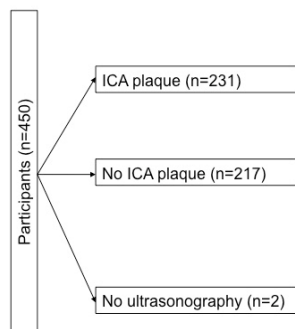 Participants (n=450)
ICA plaque (n=231)
No ICA plaque (n=217)
No ultrasonography (n=2)